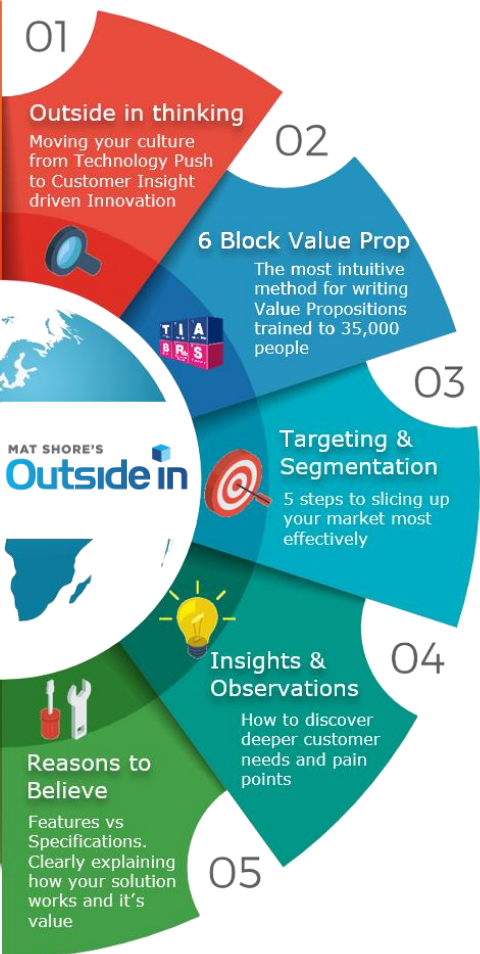 01
Outside in thinking
Moving your culture
from Technology Push
to Customer Insight
driven Innovation
02
6 Block Value Prop
The most intuitive
method for writing
Value Propositions
trained to 35,000
people
T I A
B Rs S
03
Targeting &
Segmentation
5 steps to slicing up
your market most
effectively
MAT SHORE'S
Outside in
04
Insights &
Observations
How to discover
deeper customer
needs and pain
points
Reasons to
Believe
Features vs
Specifications.
Clearly explaining
how your solution
works and it's
value
05